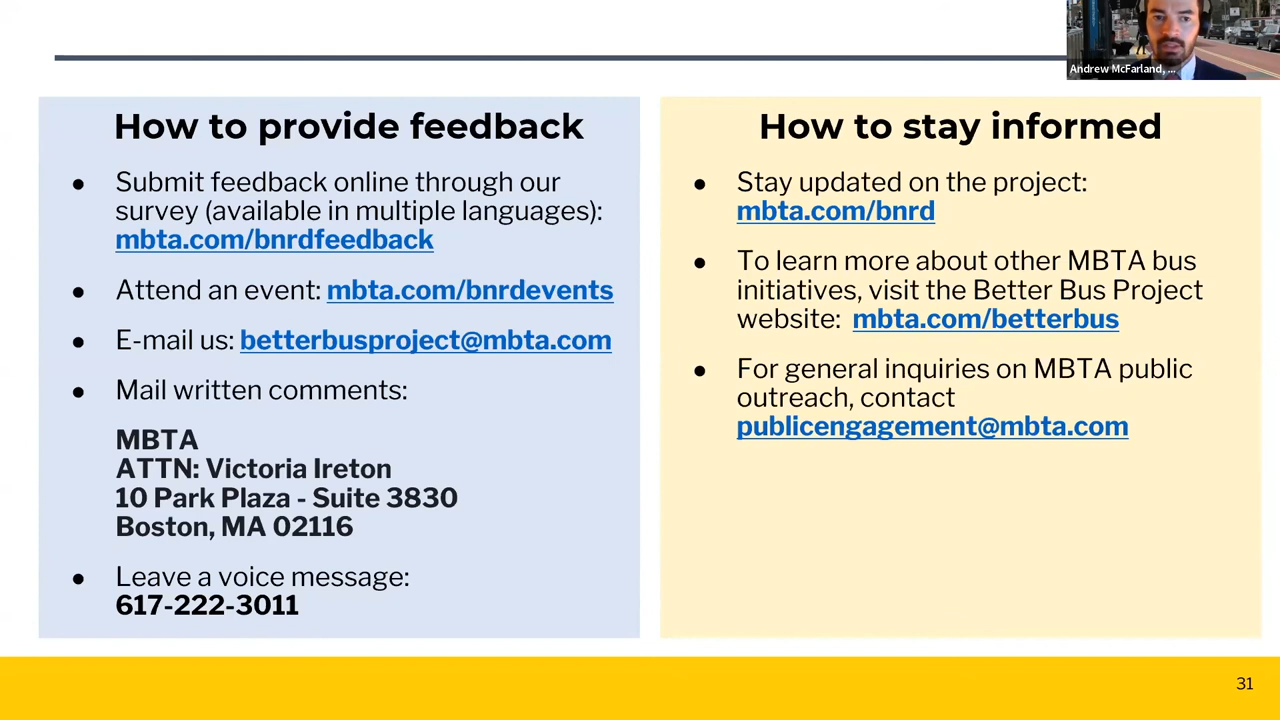 Andrew McFarland, ...
How to provide feedback
● Submit feedback online through our
survey (available in multiple languages):
mbta.com/bnrdfeedback
● Attend an event: mbta.com/bnrdevents
● E-mail us: betterbusproject@mbta.com
● Mail written comments:
MBTA
ATTN: Victoria Ireton
10 Park Plaza - Suite 3830
Boston, MA 02116
● Leave a voice message:
617-222-3011
How to stay informed
● Stay updated on the project:
mbta.com/bnrd
● To learn more about other MBTA bus
initiatives, visit the Better Bus Project
website: mbta.com/betterbus
● For general inquiries on MBTA public
outreach, contact
publicengagement@mbta.com
31